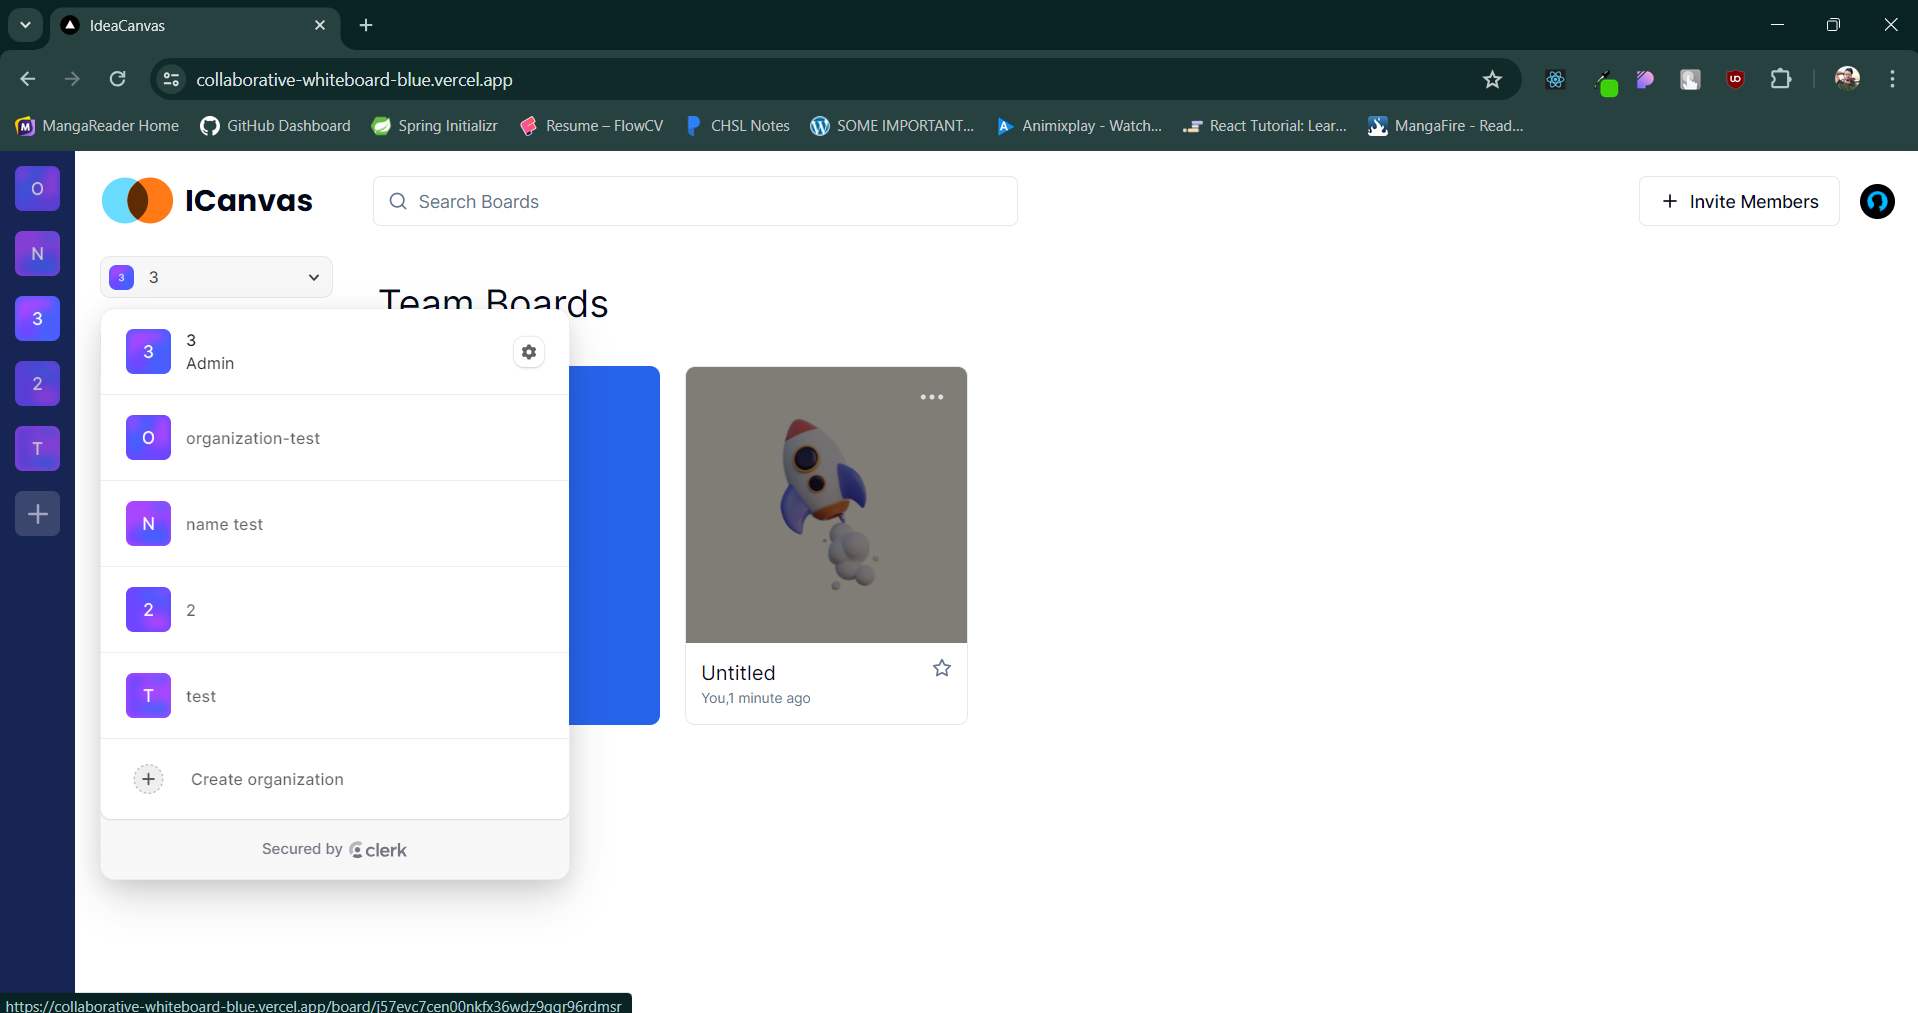 IdeaCanvas
collaborative-whiteboard-blue.vercel.app
MangaReader Home
GitHub Dashboard
Spring Initializr
Resume – FlowCV
CHSL Notes
SOME IMPORTANT...
Animixplay - Watch...
React Tutorial: Lear...
MangaFire - Read...
O
N
3
2
T
ICanvas
Search Boards
+ Invite Members
3 3
Team Boards
3
3
Admin
O organization-test
N name test
2 2
T test
+ Create organization
Secured by clerk
Untitled
You,1 minute ago
https://collaborative-whiteboard-blue.vercel.app/board/j57evc7cen00nkfx36wdz9gqr96rdmsr